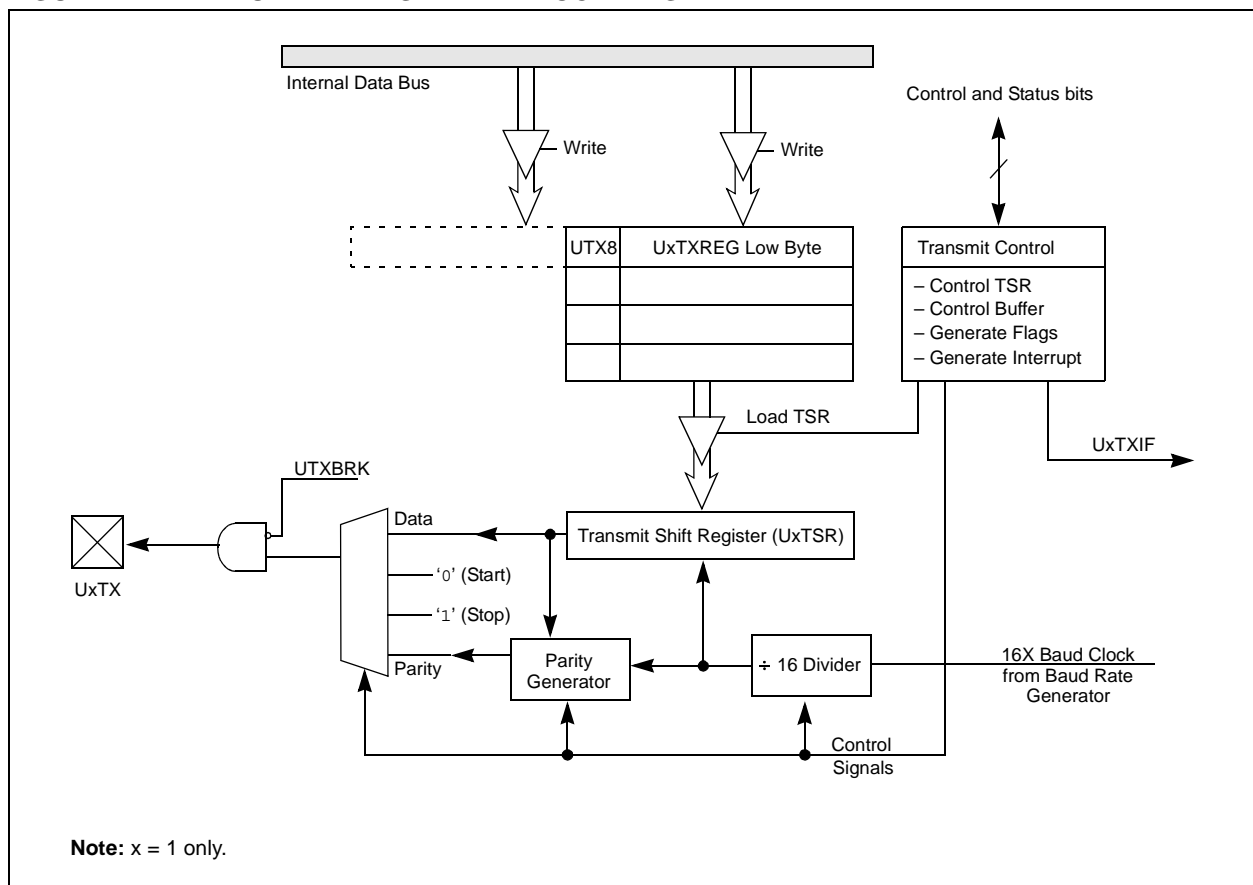 Internal Data Bus
Control and Status bits
Write
Write
UTX8
UxTXREG Low Byte
Transmit Control
– Control TSR
– Control Buffer
– Generate Flags
– Generate Interrupt
Load TSR
UxTXIF
UTXBRK
Data
Transmit Shift Register (UxTSR)
UxTX
‘0’ (Start)
‘1’ (Stop)
Parity
Parity
Generator
÷ 16 Divider
16X Baud Clock
from Baud Rate
Generator
Control
Signals
Note: x = 1 only.